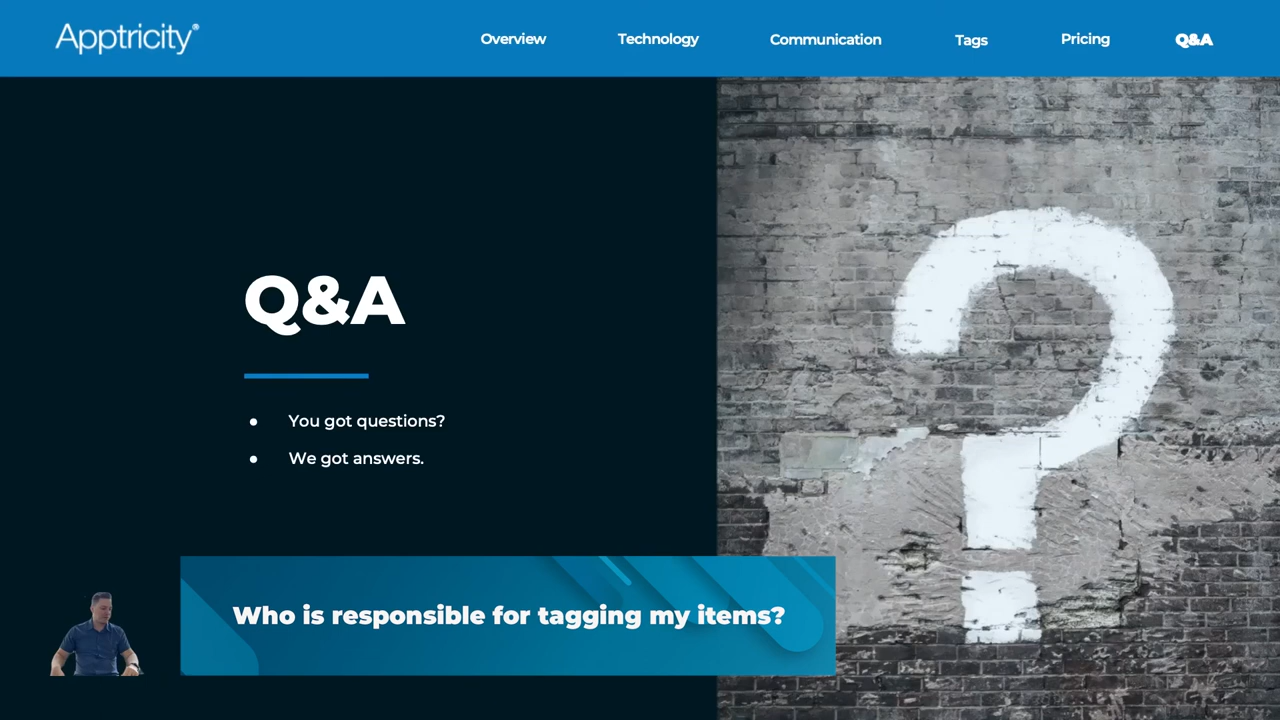 Apptricity®
Overview
Technology
Communication
Tags
Pricing
Q&A
Q&A
● You got questions?
● We got answers.
Who is responsible for tagging my items?
?